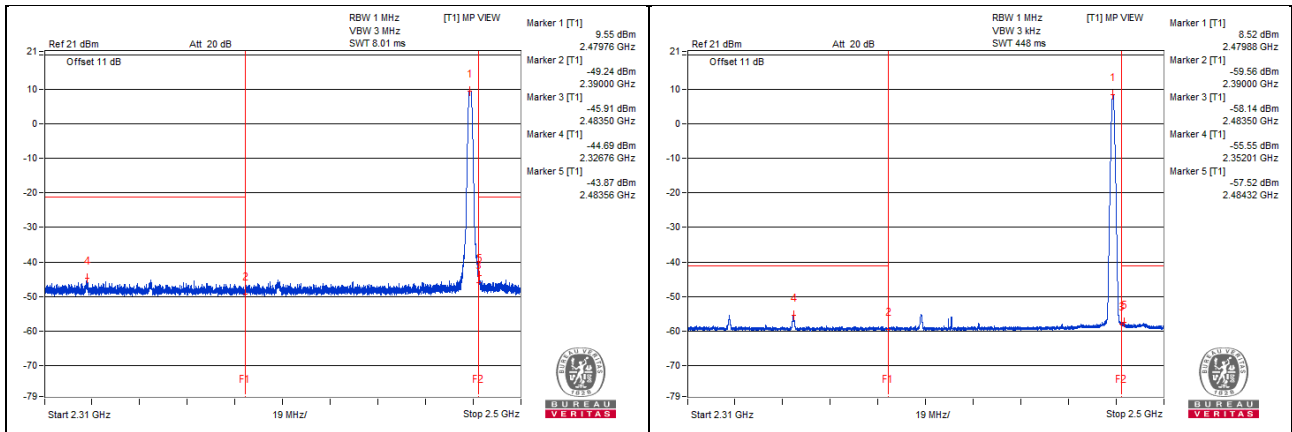 RBW 1 MHz [T1] MP VIEW
VBW 3 MHz
Ref 21 dBm Att 20 dB SWT 8.01 ms
Offset 11 dB
21
10
0
-10
-20
-30
-40
-50
-60
-70
-79
1
2
4
5
F1
F2
Start 2.31 GHz 19 MHz/ Stop 2.5 GHz
Marker 1 [T1]
9.55 dBm
2.47976 GHz
Marker 2 [T1]
-49.24 dBm
2.39000 GHz
Marker 3 [T1]
-45.91 dBm
2.48350 GHz
Marker 4 [T1]
-44.69 dBm
2.32676 GHz
Marker 5 [T1]
-43.87 dBm
2.48356 GHz
BUREAU VERITAS
1828
BUREAU
VERITAS
RBW 1 MHz [T1] MP VIEW
VBW 3 kHz
Ref 21 dBm Att 20 dB SWT 448 ms
Offset 11 dB
21
10
0
-10
-20
-30
-40
-50
-60
-70
-79
1
2
4
5
F1
F2
Start 2.31 GHz 19 MHz/ Stop 2.5 GHz
Marker 1 [T1]
8.52 dBm
2.47988 GHz
Marker 2 [T1]
-59.56 dBm
2.39000 GHz
Marker 3 [T1]
-58.14 dBm
2.48350 GHz
Marker 4 [T1]
-55.55 dBm
2.35201 GHz
Marker 5 [T1]
-57.52 dBm
2.48432 GHz
BUREAU VERITAS
1828
BUREAU
VERITAS